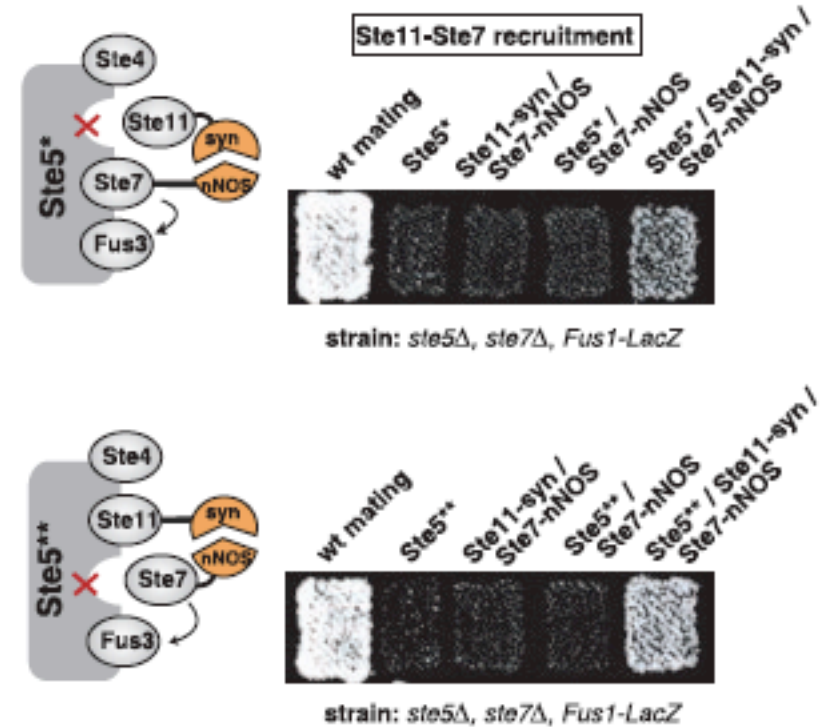 Ste11-Ste7 recruitment
Ste4
Ste11
syn
Ste5*
Ste7
nNOS
Fus3
wt mating
Ste5*
Ste11-syn /
Ste7-nNOS
Ste5* /
Ste7-nNOS
Ste5* / Ste11-syn /
Ste7-nNOS
strain: ste5Δ, ste7Δ, Fus1-LacZ
Ste4
Ste11
syn
Ste5**
nNOS
Ste7
Fus3
wt mating
Ste5**
Ste11-syn /
Ste7-nNOS
Ste5** /
Ste7-nNOS
Ste5** / Ste11-syn /
Ste7-nNOS
strain: ste5Δ, ste7Δ, Fus1-LacZ